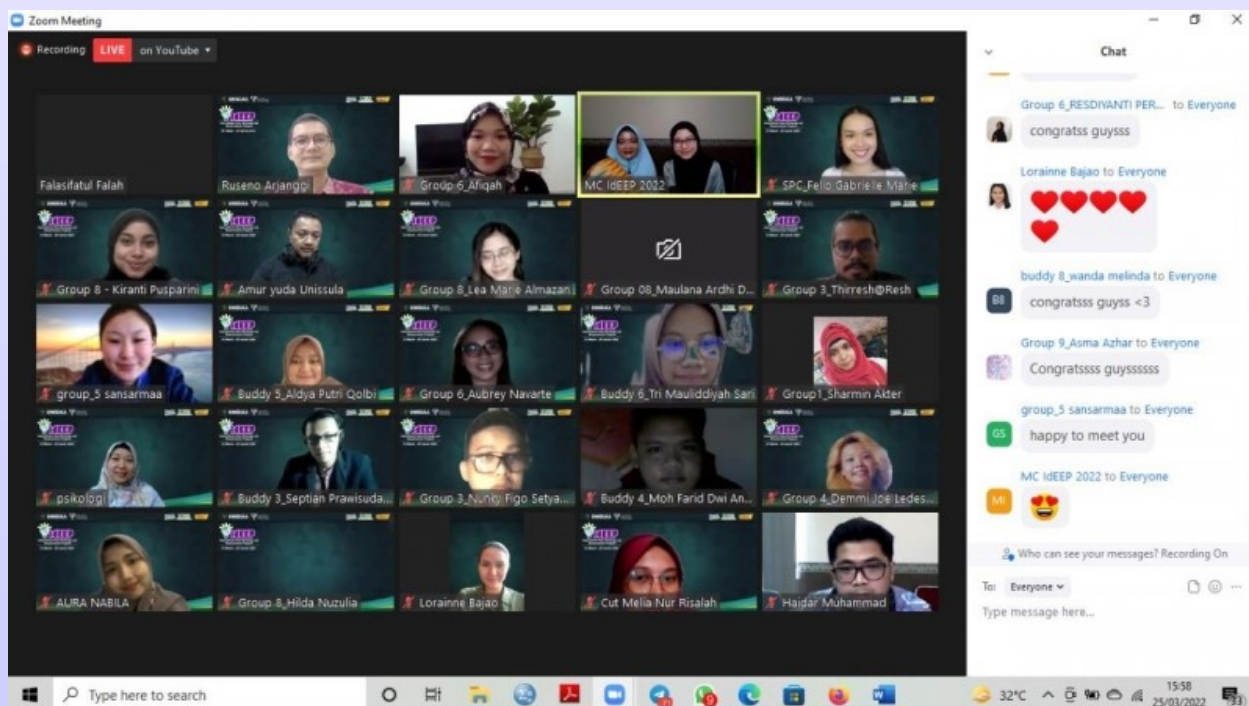 Zoom Meeting
Recording LIVE on YouTube
Falasifatul Falah
Ruseno Arjanggi
Group 6_Afiqah
MC IdEEP 2022
SPC_Fello Gabrielle Marie
Group 8 - Kiranti Pusparini
Amur yuda Unissula
Group 8_Lea Marie Almazan
Group 08_Maulana Ardhi D...
Group 3_Thirresh@Resh
group_5 sansarmaa
Buddy 5_Aldya Putri Qolbi
Group 6_Aubrey Navarte
Buddy 6_Tri Mauliddiyah Sari
Group1_Sharmin Akter
psikologi
Buddy 3_Septian Prawisuda...
Group 3_Nunky Figo Setya...
Buddy 4_Moh Farid Dwi An...
Group 4_Demmi Joe Ledes...
AURA NABILA
Group 8_Hilda Nuzulia
Lorainne Bajao
Cut Melia Nur Risalah
Haidar Muhammad
Chat
Group 6_RESDIYANTI PER... to Everyone
congratss guysss
Lorainne Bajao to Everyone
buddy 8_wanda melinda to Everyone
B8
congratsss guyss <3
Group 9_Asma Azhar to Everyone
Congratssss guyssssss
group_5 sansarmaa to Everyone
GS
happy to meet you
MC IdEEP 2022 to Everyone
MI
Who can see your messages? Recording On
To: Everyone
Type message here...
Type here to search
32°C
15:58
25/03/2022